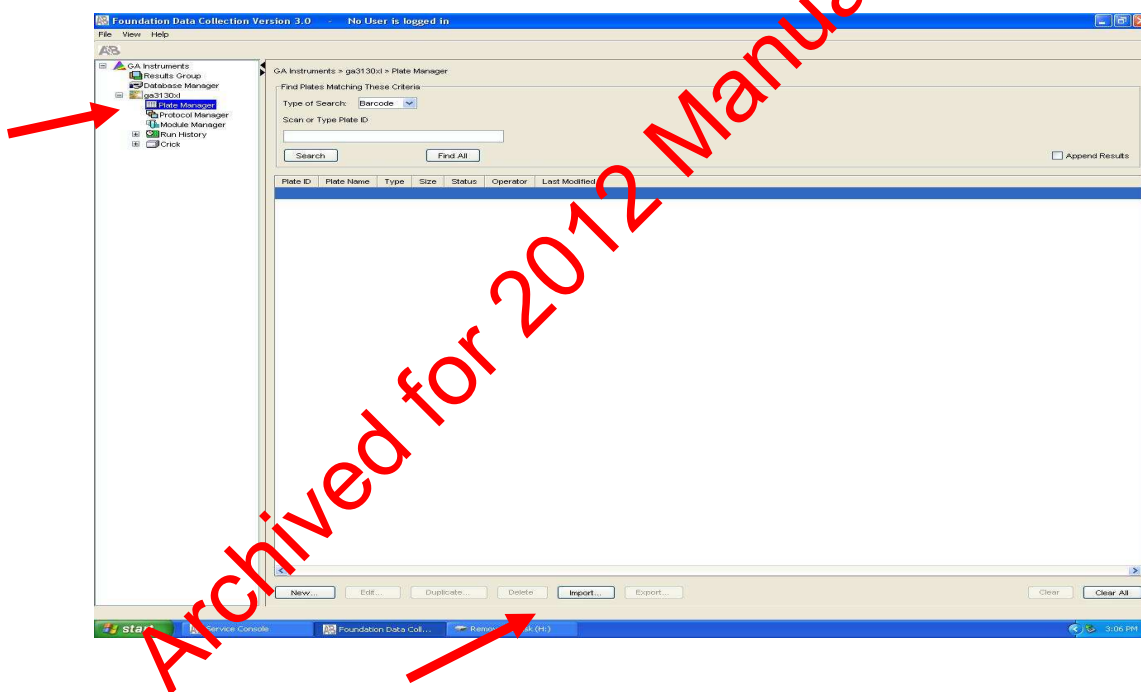 Foundation Data Collection Version 3.0 - No User is logged in
File View Help
AB
GA Instruments
Results Group
Database Manager
ga3130xl
Plate Manager
Protocol Manager
Module Manager
Run History
Crick
GA Instruments > ga3130xl > Plate Manager
Find Plates Matching These Criteria
Type of Search: Barcode
Scan or Type Plate ID
Search Find All Append Results
Plate ID Plate Name Type Size Status Operator Last Modified
New... Edit... Duplicate... Delete Import... Export... Clear Clear All
start Service Console Foundation Data Coll... (H:) 3:06 PM
Archived for 2012 Manual